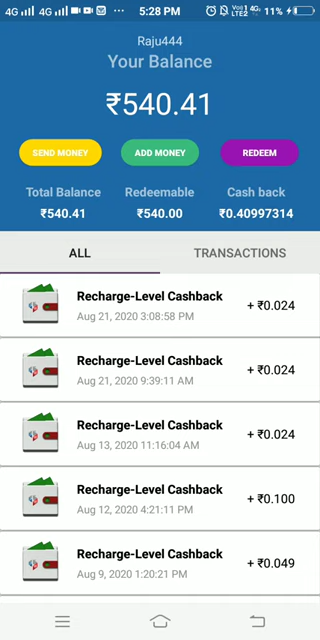 4G 4G ... 5:28 PM VoD 1 4G LTE2 11%
Raju444
Your Balance
₹540.41
SEND MONEY ADD MONEY REDEEM
Total Balance Redeemable Cash back
₹540.41 ₹540.00 ₹0.40997314
ALL TRANSACTIONS
Recharge-Level Cashback
+ ₹0.024
Aug 21, 2020 3:08:58 PM
Recharge-Level Cashback
+ ₹0.024
Aug 21, 2020 9:39:11 AM
Recharge-Level Cashback
+ ₹0.024
Aug 13, 2020 11:16:04 AM
Recharge-Level Cashback
+ ₹0.100
Aug 12, 2020 4:21:11 PM
Recharge-Level Cashback
+ ₹0.049
Aug 9, 2020 1:20:21 PM